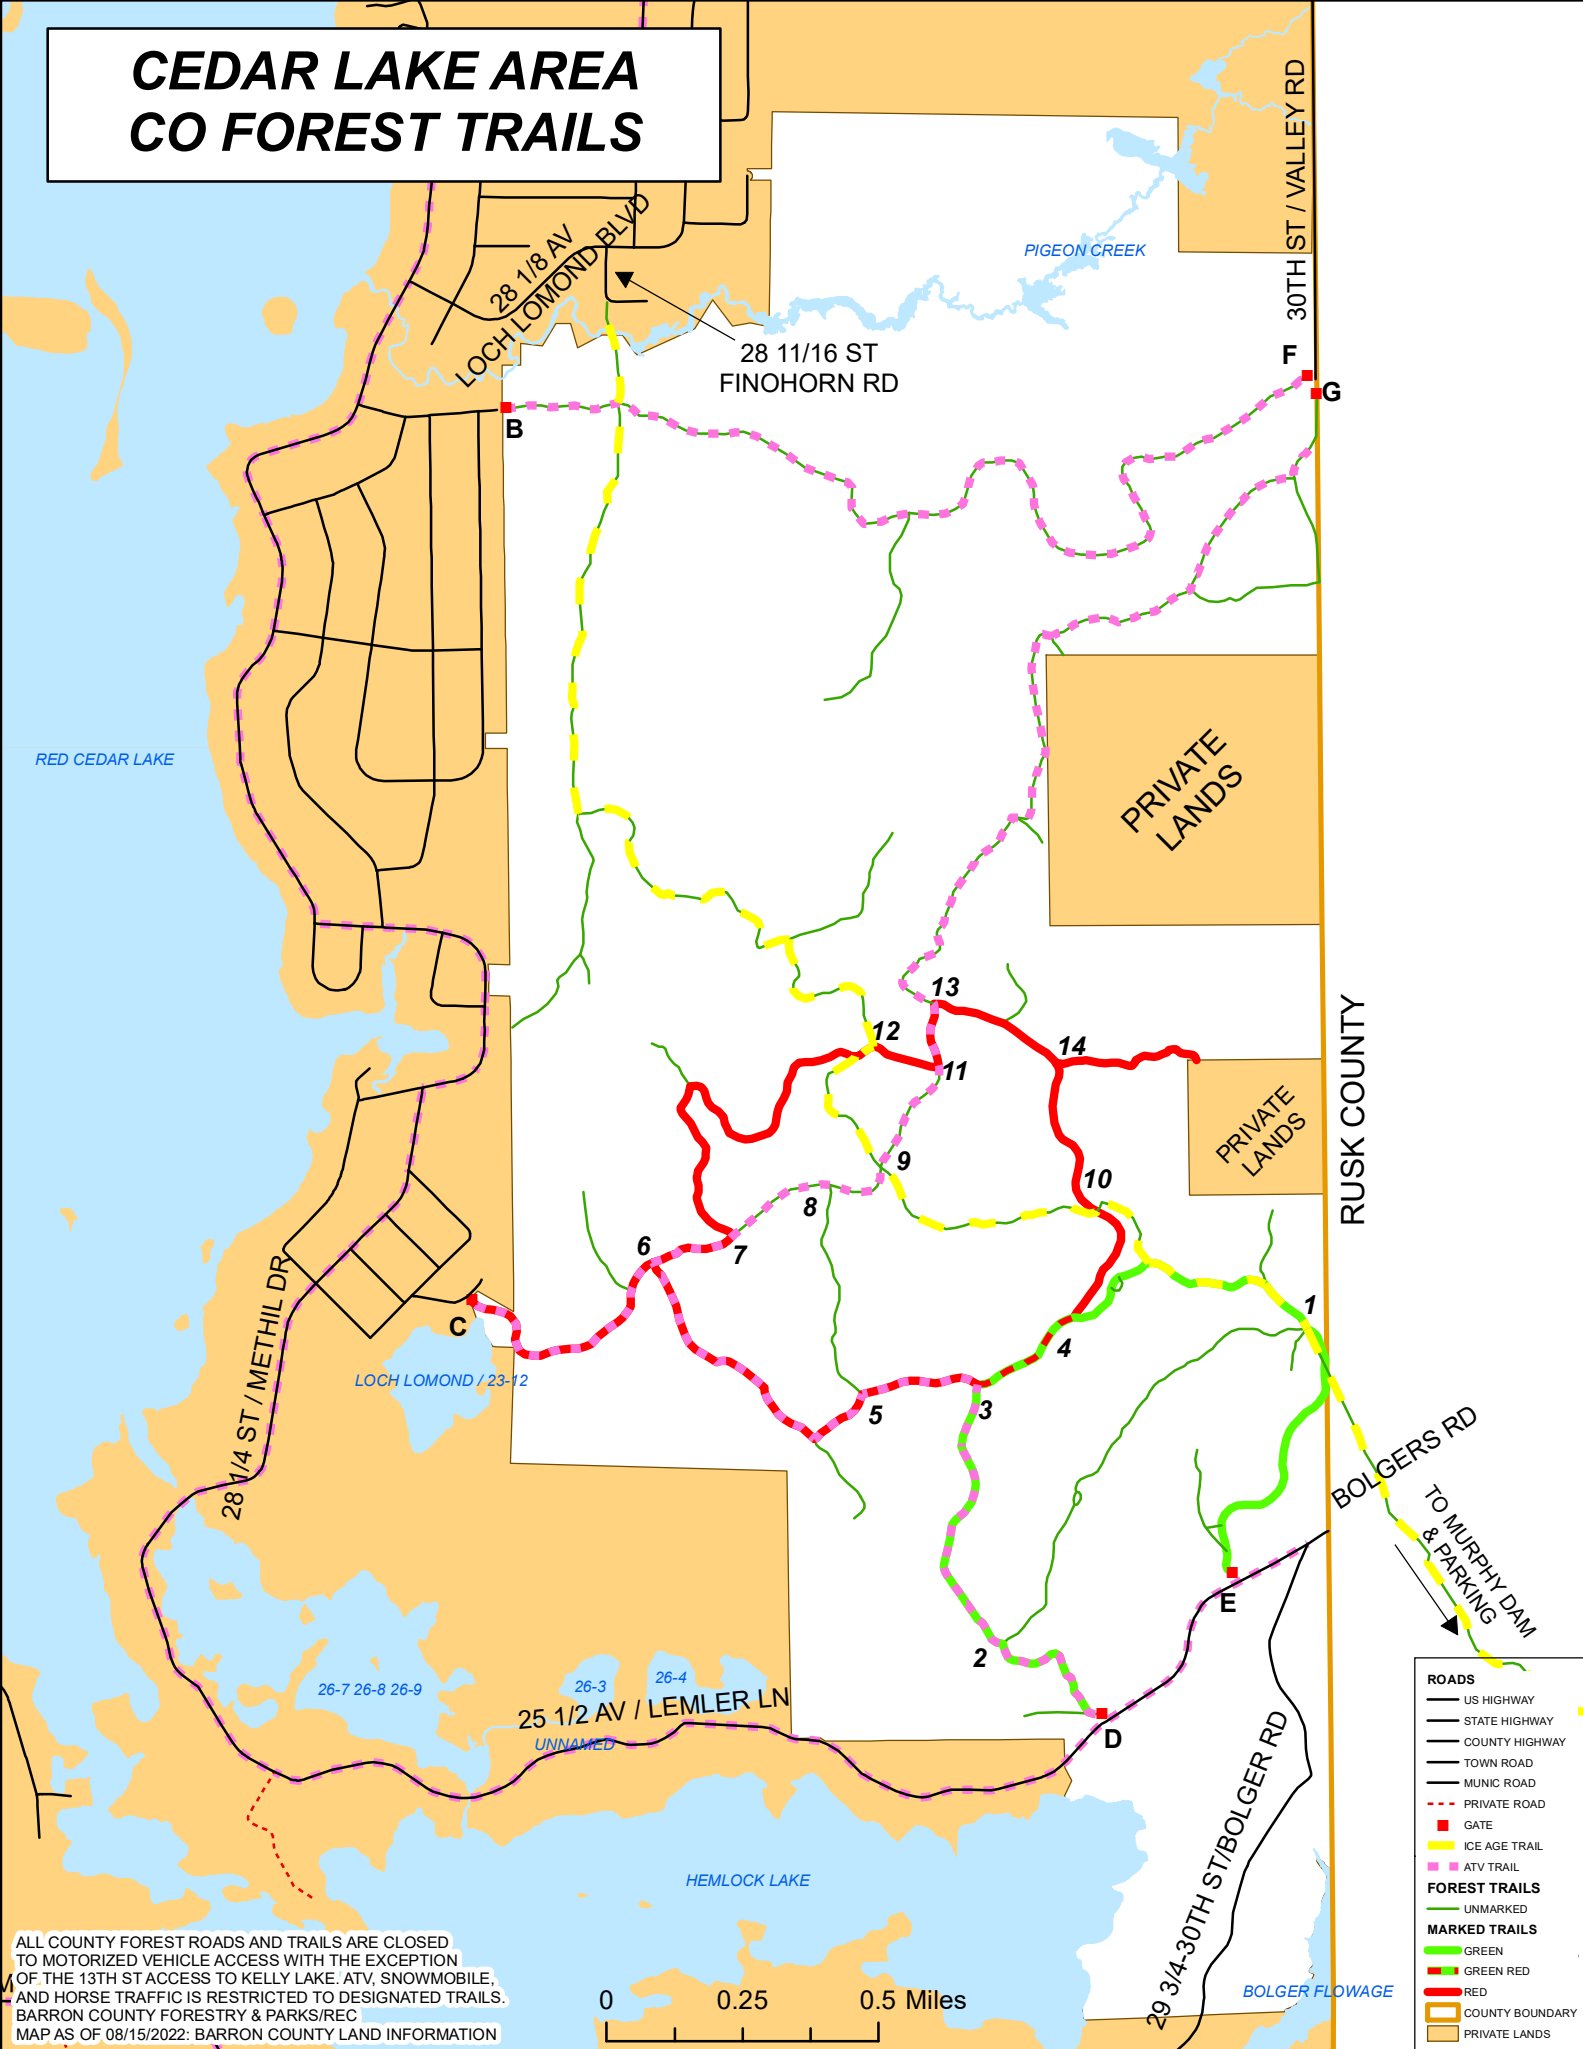 CEDAR LAKE AREA
CO FOREST TRAILS
28 1/8 AV
LOCH LOMOND BLVD
28 11/16 ST
FINOHORN RD
PIGEON CREEK
30TH ST / VALLEY RD
F
G
B
RED CEDAR LAKE
PRIVATE
LANDS
13
12
14
11
PRIVATE
LANDS
RUSK COUNTY
9
10
8
6
7
C
1
4
LOCH LOMOND / 23-12
28 1/4 ST / METHIL DR
5
3
BOLGERS RD
TO MURPHY DAM
& PARKING
E
2
26-7 26-8 26-9
26-3
26-4
25 1/2 AV / LEMLER LN
UNNAMED
D
29 3/4-30TH ST/BOLGER RD
HEMLOCK LAKE
BOLGER FLOWAGE
ROADS
US HIGHWAY
STATE HIGHWAY
COUNTY HIGHWAY
TOWN ROAD
MUNIC ROAD
PRIVATE ROAD
GATE
ICE AGE TRAIL
ATV TRAIL
FOREST TRAILS
UNMARKED
MARKED TRAILS
GREEN
GREEN RED
RED
COUNTY BOUNDARY
PRIVATE LANDS
ALL COUNTY FOREST ROADS AND TRAILS ARE CLOSED
TO MOTORIZED VEHICLE ACCESS WITH THE EXCEPTION
OF THE 13TH ST ACCESS TO KELLY LAKE. ATV, SNOWMOBILE,
AND HORSE TRAFFIC IS RESTRICTED TO DESIGNATED TRAILS.
BARRON COUNTY FORESTRY & PARKS/REC
MAP AS OF 08/15/2022: BARRON COUNTY LAND INFORMATION
0 0.25 0.5 Miles